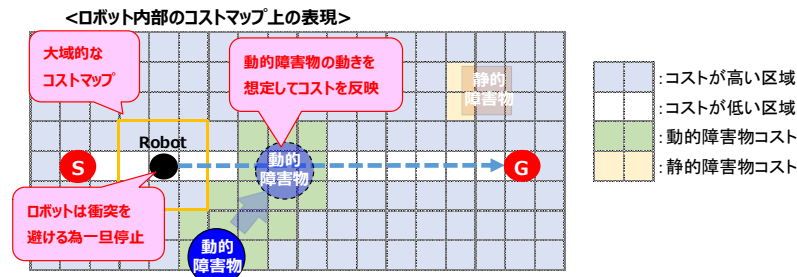 <ロボット内部のコストマップ上の表現>
大域的な
コストマップ
動的障害物の動きを
想定してコストを反映
静的
障害物
Robot
S
動的
障害物
G
ロボットは衝突を
避ける為一旦停止
動的
障害物
:コストが高い区域
:コストが低い区域
:動的障害物コスト
:静的障害物コスト